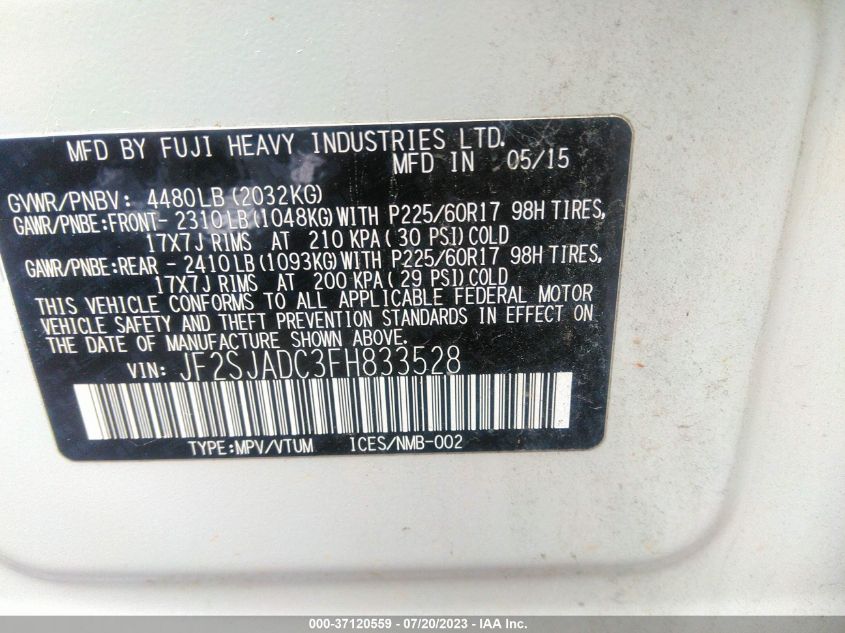 MFD BY FUJI HEAVY INDUSTRIES LTD.
MFD IN 05/15
GVWR/PNBV: 4480LB(2032KG)
GAWR/PNBE:FRONT- 2310LB(1048KG)WITH P225/60R17 98H TIRES,
17X7J RIMS AT 210 KPA( 30 PSI)COLD
GAWR/PNBE:REAR - 2410LB(1093KG)WITH P225/60R17 98H TIRES,
17X7J RIMS AT 200 KPA( 29 PSI)COLD
THIS VEHICLE CONFORMS TO ALL APPLICABLE FEDERAL MOTOR
VEHICLE SAFETY AND THEFT PREVENTION STANDARDS IN EFFECT ON
THE DATE OF MANUFACTURE SHOWN ABOVE.
VIN: JF2SJADC3FH833528
TYPE:MPV/VTUM ICES/NMB-002
000-37120559 - 07/20/2023 - IAA Inc.